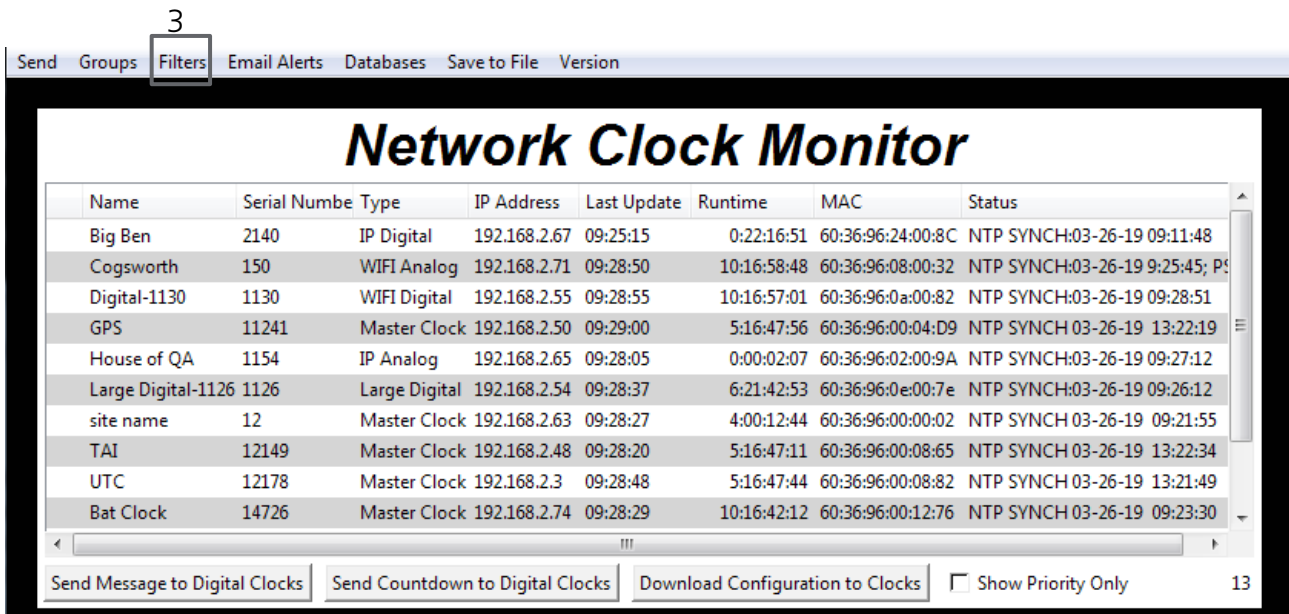 3
Send Groups Filters Email Alerts Databases Save to File Version
Network Clock Monitor
Name Serial Numbe Type IP Address Last Update Runtime MAC Status
Big Ben 2140 IP Digital 192.168.2.67 09:25:15 0:22:16:51 60:36:96:24:00:8C NTP SYNCH:03-26-19 09:11:48
Cogsworth 150 WIFI Analog 192.168.2.71 09:28:50 10:16:58:48 60:36:96:08:00:32 NTP SYNCH:03-26-19 9:25:45; PS
Digital-1130 1130 WIFI Digital 192.168.2.55 09:28:55 10:16:57:01 60:36:96:0a:00:82 NTP SYNCH:03-26-19 09:28:51
GPS 11241 Master Clock 192.168.2.50 09:29:00 5:16:47:56 60:36:96:00:04:D9 NTP SYNCH 03-26-19 13:22:19
House of QA 1154 IP Analog 192.168.2.65 09:28:05 0:00:02:07 60:36:96:02:00:9A NTP SYNCH:03-26-19 09:27:12
Large Digital-1126 1126 Large Digital 192.168.2.54 09:28:37 6:21:42:53 60:36:96:0e:00:7e NTP SYNCH:03-26-19 09:26:12
site name 12 Master Clock 192.168.2.63 09:28:27 4:00:12:44 60:36:96:00:00:02 NTP SYNCH 03-26-19 09:21:55
TAI 12149 Master Clock 192.168.2.48 09:28:20 5:16:47:11 60:36:96:00:08:65 NTP SYNCH 03-26-19 13:22:34
UTC 12178 Master Clock 192.168.2.3 09:28:48 5:16:47:44 60:36:96:00:08:82 NTP SYNCH 03-26-19 13:21:49
Bat Clock 14726 Master Clock 192.168.2.74 09:28:29 10:16:42:12 60:36:96:00:12:76 NTP SYNCH 03-26-19 09:23:30
Send Message to Digital Clocks Send Countdown to Digital Clocks Download Configuration to Clocks Show Priority Only 13